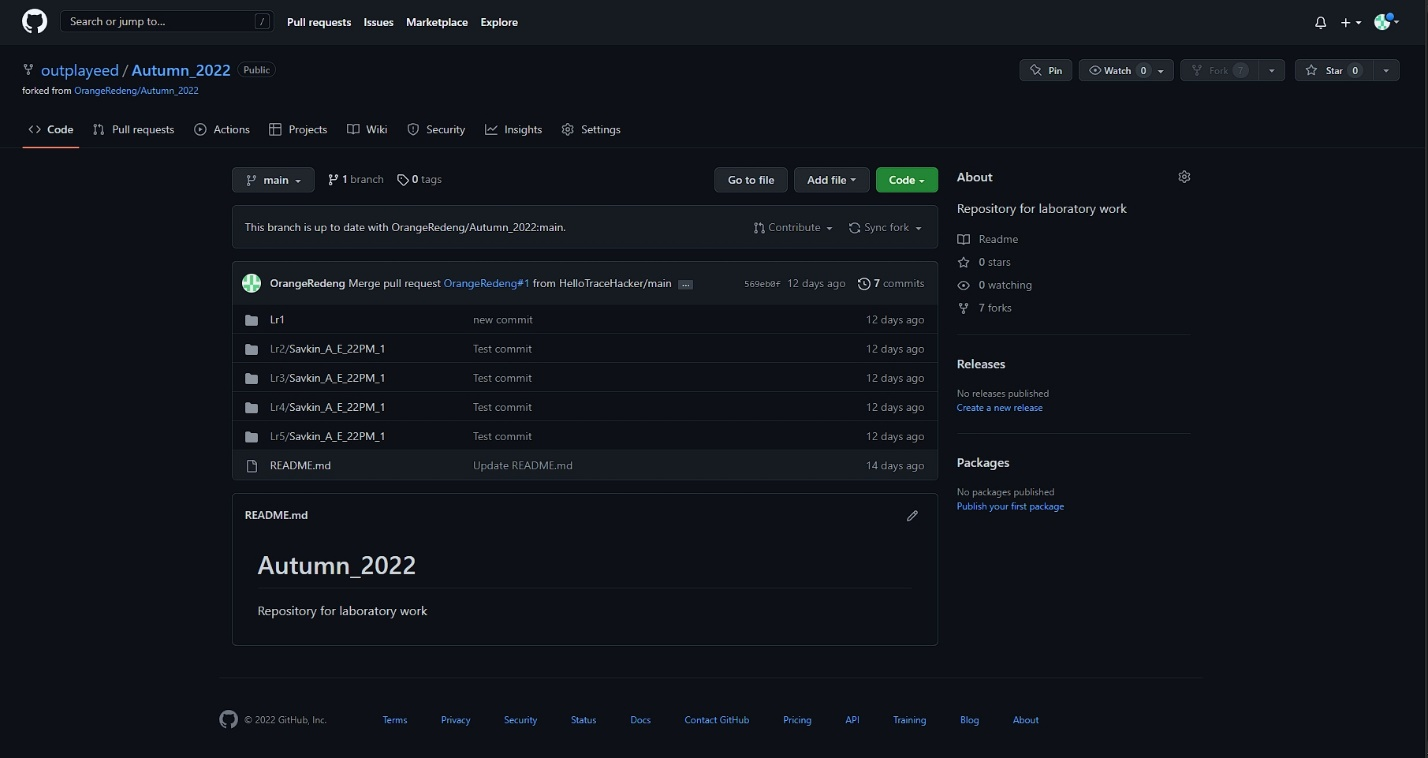 Search or jump to... /
Pull requests Issues Marketplace Explore
outplayeed / Autumn_2022 Public
Pin Watch 0 Fork 7 Star 0
forked from OrangeRedeng/Autumn_2022
Code Pull requests Actions Projects Wiki Security Insights Settings
main 1 branch 0 tags Go to file Add file Code
This branch is up to date with OrangeRedeng/Autumn_2022:main. Contribute Sync fork
OrangeRedeng Merge pull request OrangeRedeng#1 from HelloTraceHacker/main ... 569eb0f 12 days ago 7 commits
Lr1 new commit 12 days ago
Lr2/Savkin_A_E_22PM_1 Test commit 12 days ago
Lr3/Savkin_A_E_22PM_1 Test commit 12 days ago
Lr4/Savkin_A_E_22PM_1 Test commit 12 days ago
Lr5/Savkin_A_E_22PM_1 Test commit 12 days ago
README.md Update README.md 14 days ago
README.md
Autumn_2022
Repository for laboratory work
About
Repository for laboratory work
Readme
0 stars
0 watching
7 forks
Releases
No releases published
Create a new release
Packages
No packages published
Publish your first package
© 2022 GitHub, Inc. Terms Privacy Security Status Docs Contact GitHub Pricing API Training Blog About